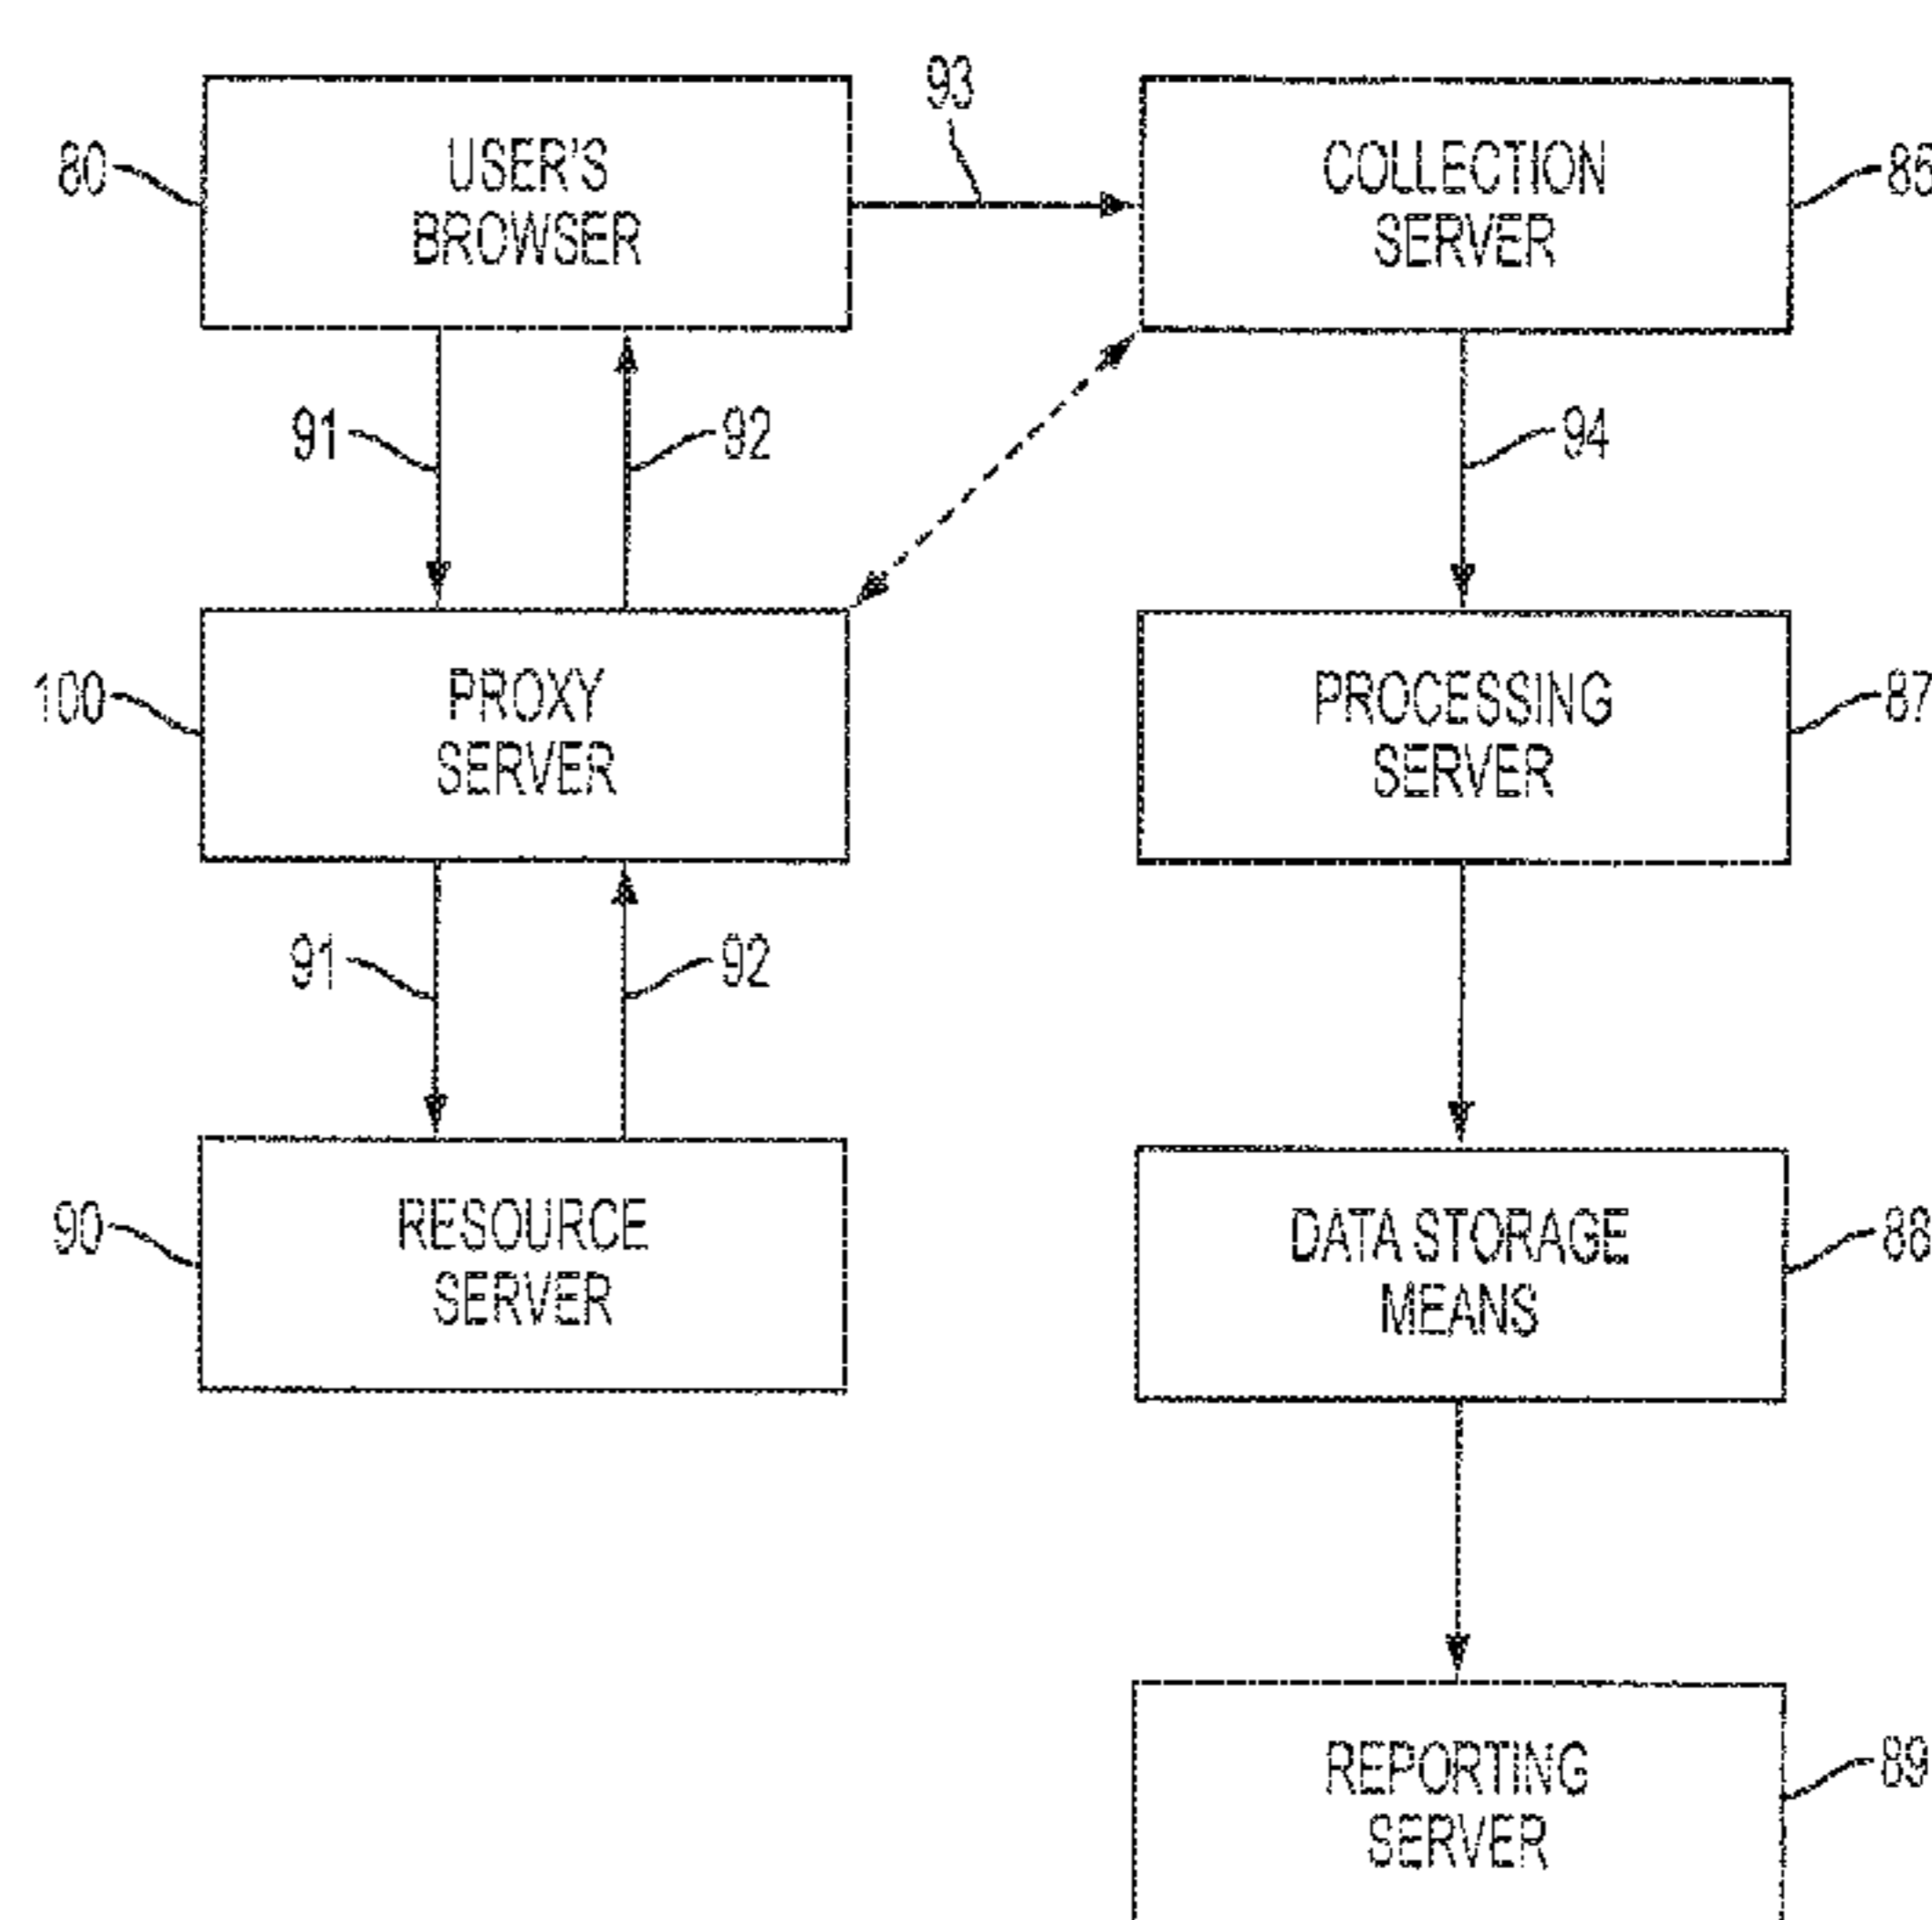 93
80
USER'S
BROWSER
COLLECTION
SERVER
91
92
94
100
PROXY
SERVER
PROCESSING
SERVER
87
91
92
90
RESOURCE
SERVER
DATA STORAGE
MEANS
88
REPORTING
SERVER
89